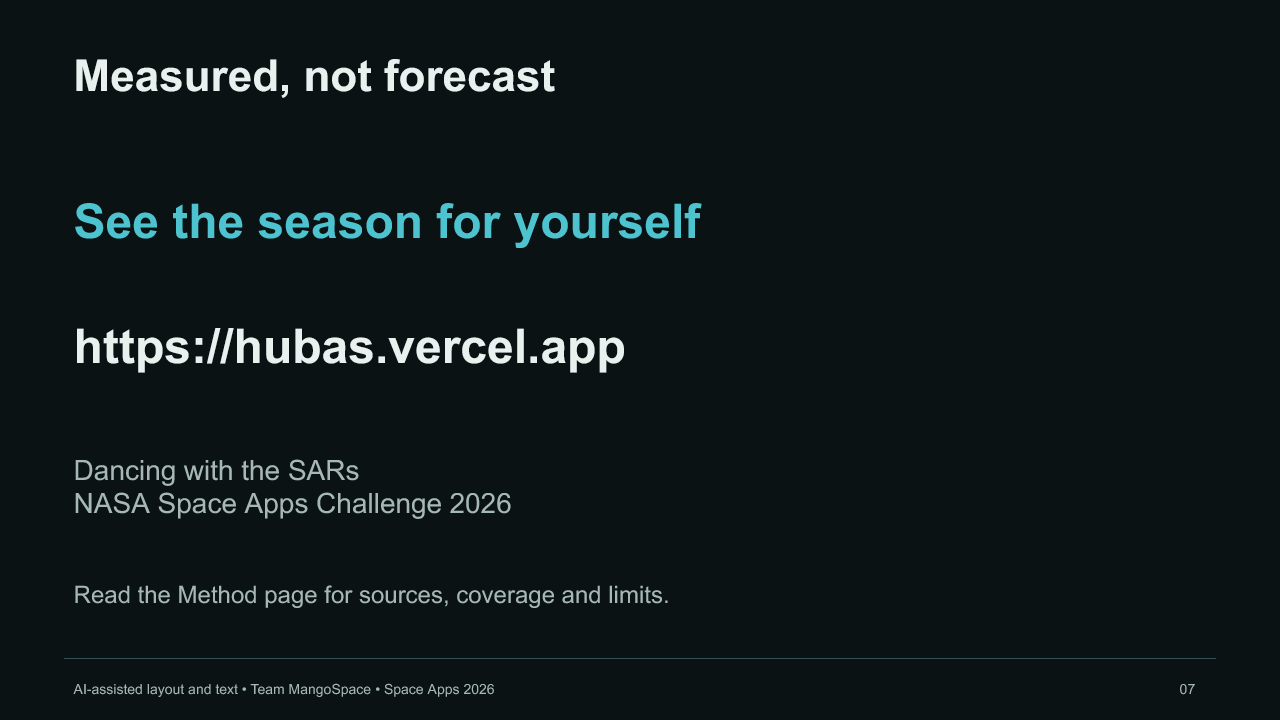 Measured, not forecast
See the season for yourself
https://hubas.vercel.app
Dancing with the SARs
NASA Space Apps Challenge 2026
Read the Method page for sources, coverage and limits.
AI-assisted layout and text • Team MangoSpace • Space Apps 2026
07